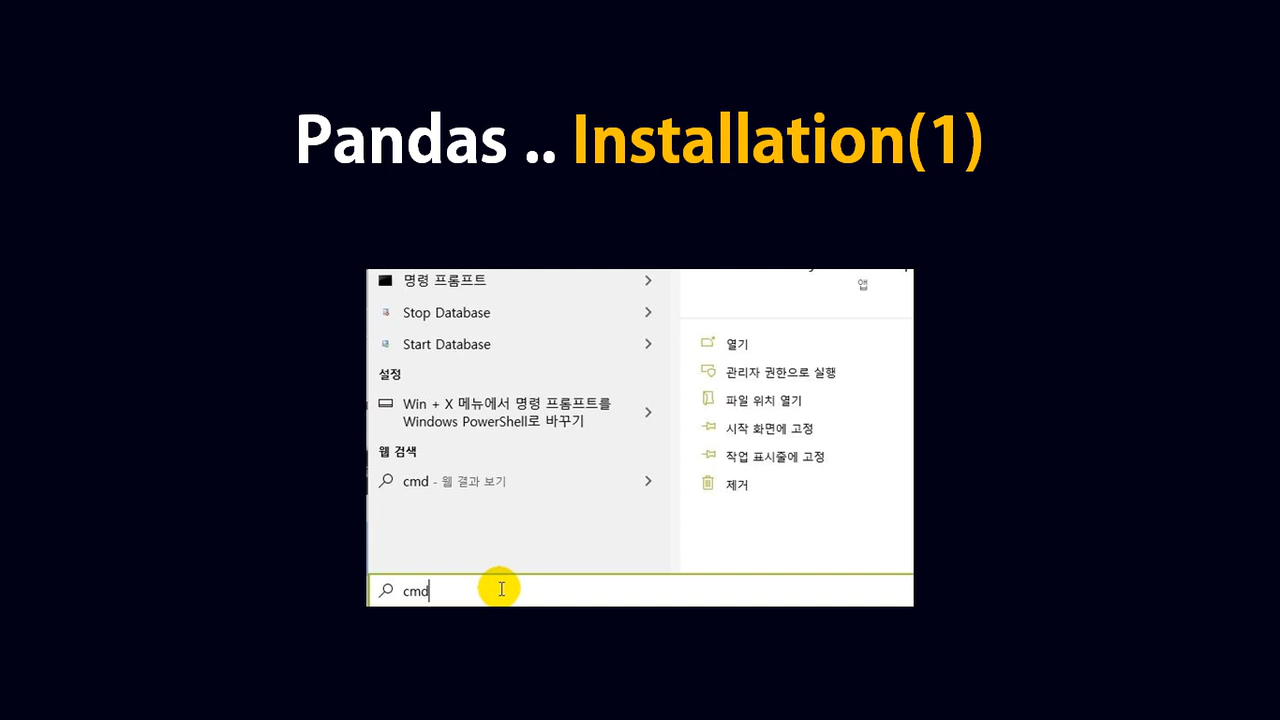 Pandas .. Installation(1)
명령 프롬프트
Stop Database
Start Database
설정
Win + X 메뉴에서 명령 프롬프트를
Windows PowerShell로 바꾸기
웹 검색
cmd - 웹 결과 보기
cmd
앱
열기
관리자 권한으로 실행
파일 위치 열기
시작 화면에 고정
작업 표시줄에 고정
제거